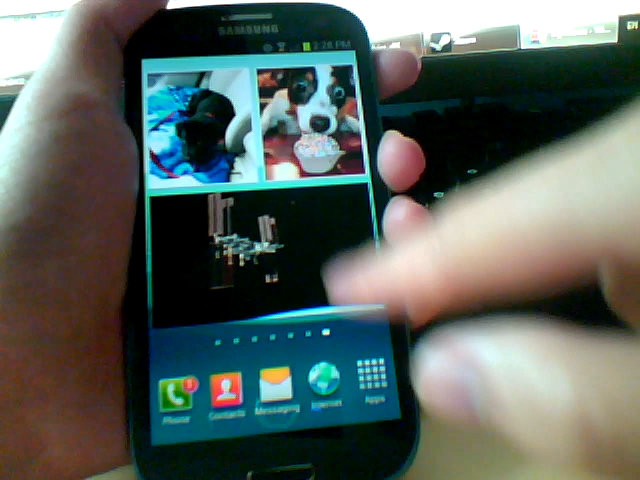 SAMSUNG
2:28 PM
Phone
Contacts
Messaging
Internet
Apps